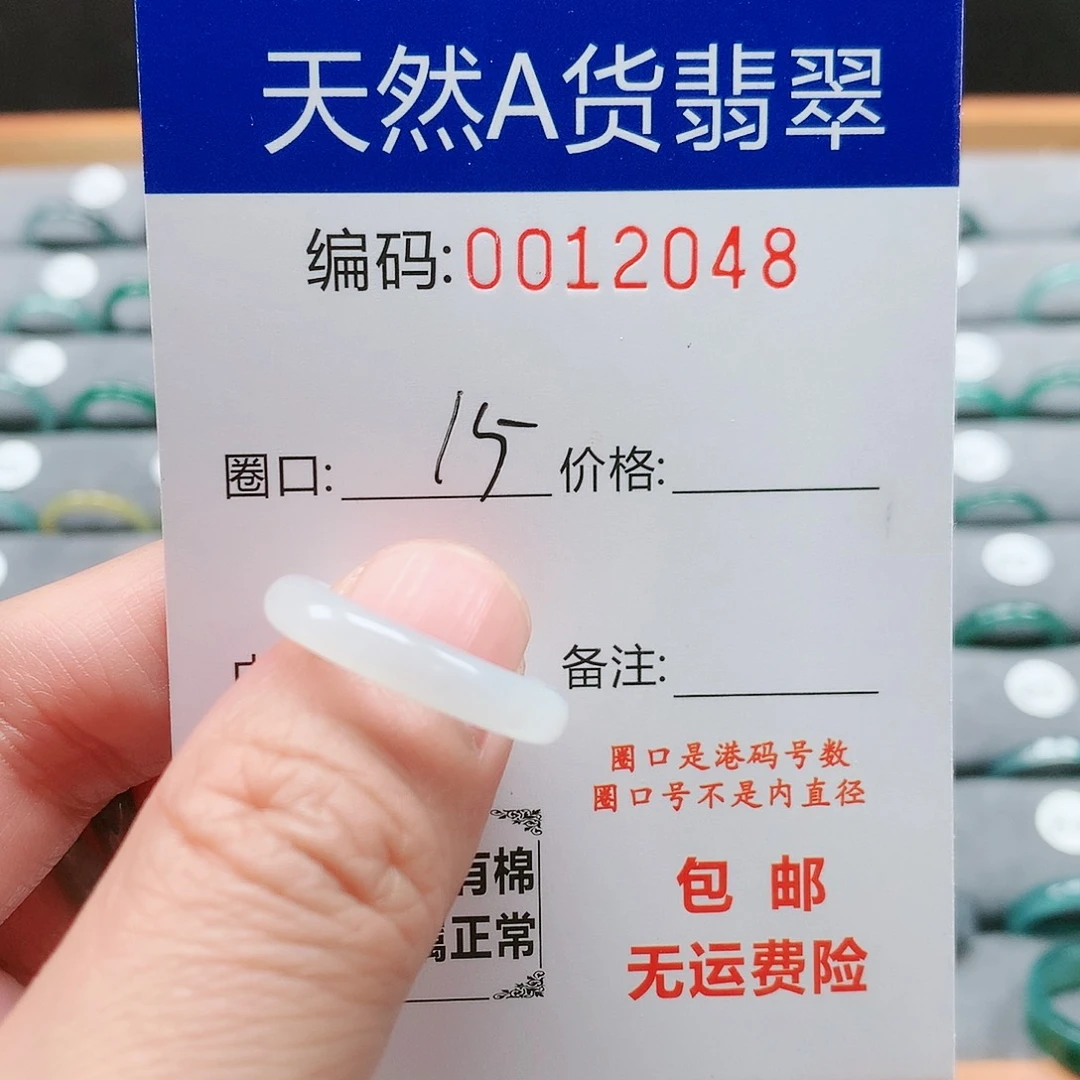 天然A货翡翠
编码:0012048
圈口: 15 价格:
备注:
圈口是港码号数
圈口号不是内直径
有棉
正常
包 邮
无运费险